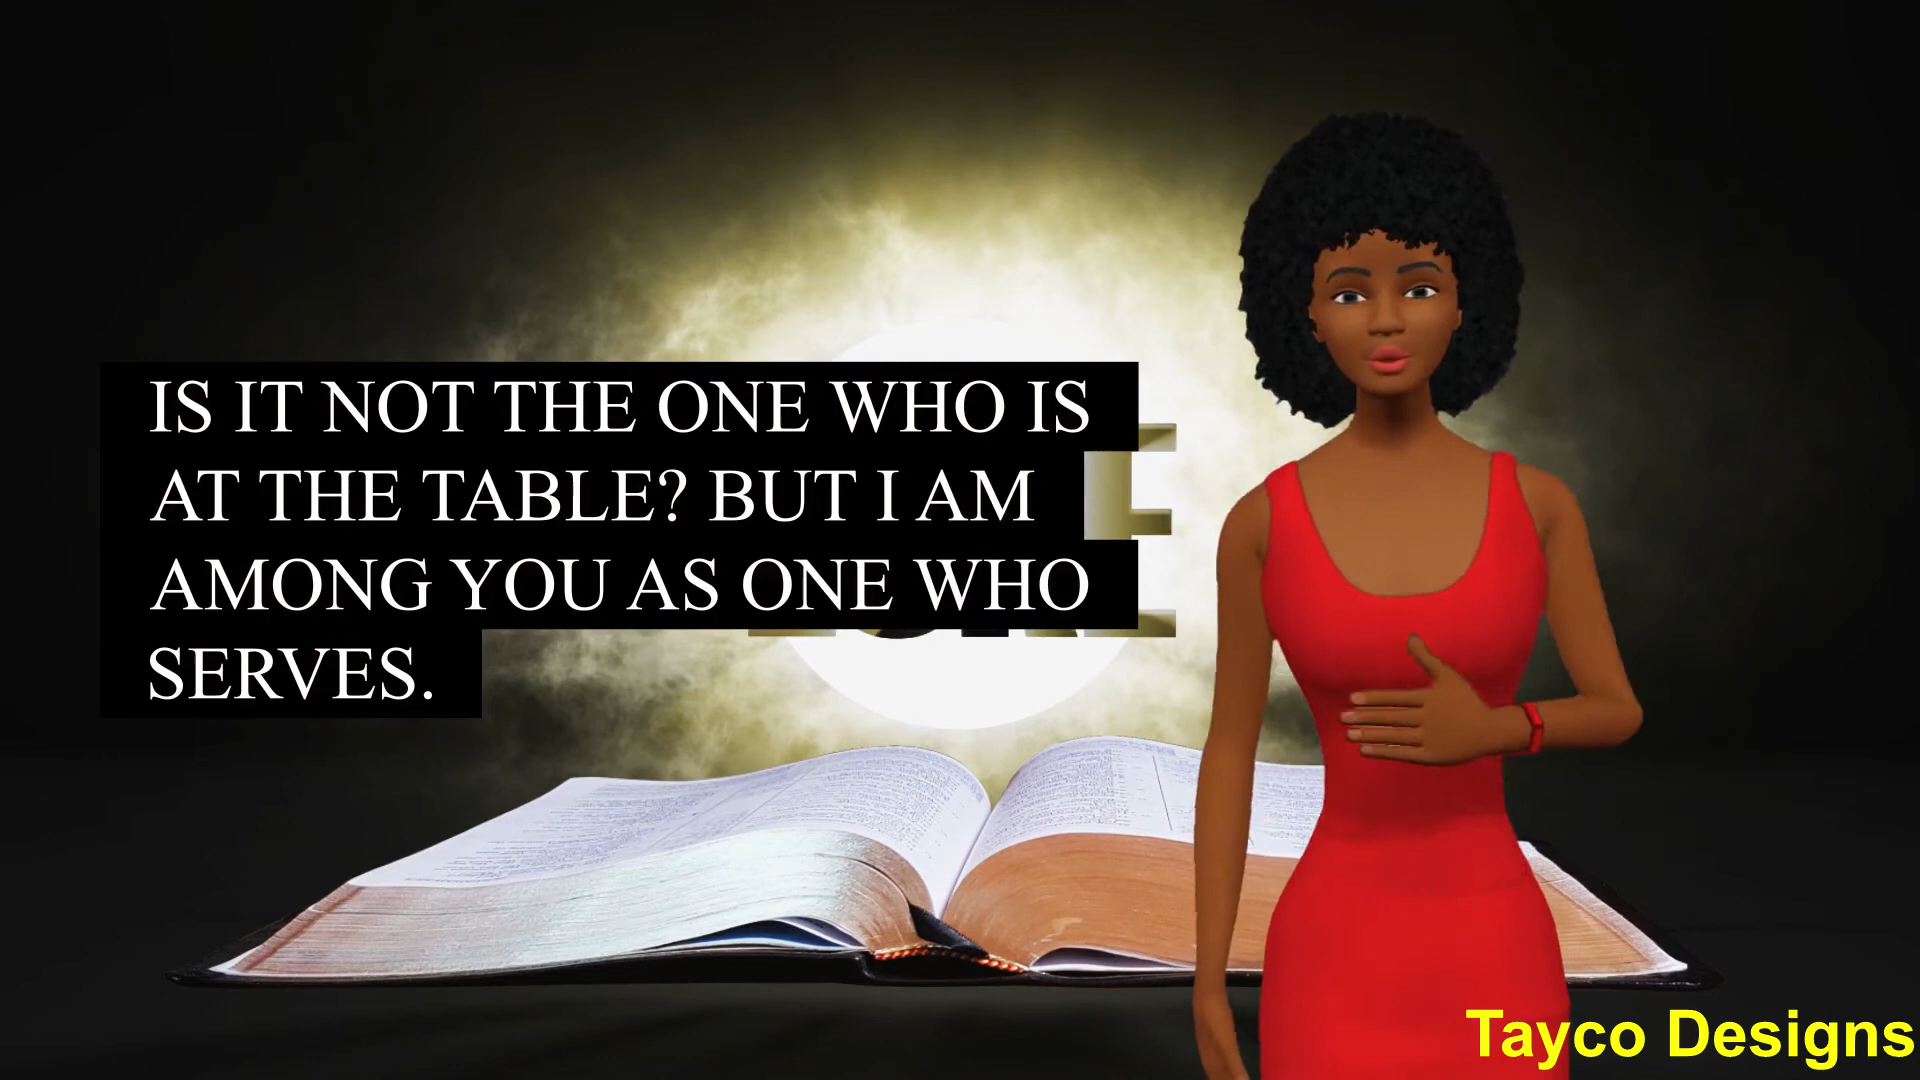 IS IT NOT THE ONE WHO IS
AT THE TABLE? BUT I AM
AMONG YOU AS ONE WHO
SERVES.
Tayco Designs